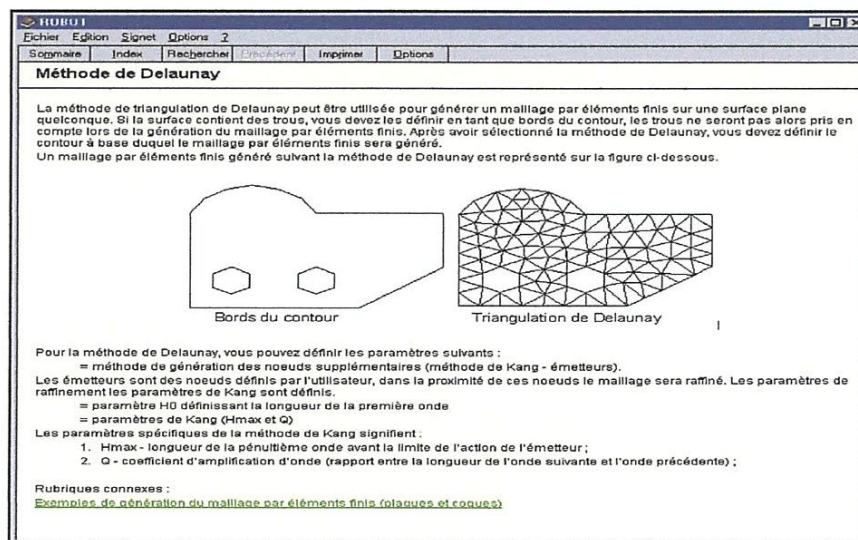 ROBOT
Fichier Edition Signet Options ?
Sommaire Index Rechercher Précédent Imprimer Options
Méthode de Delaunay
La méthode de triangulation de Delaunay peut être utilisée pour générer un maillage par éléments finis sur une surface plane
quelconque. Si la surface contient des trous, vous devez les définir en tant que bords du contour, les trous ne seront pas alors pris en
compte lors de la génération du maillage par éléments finis. Après avoir sélectionné la méthode de Delaunay, vous devez définir le
contour à base duquel le maillage par éléments finis sera généré.
Un maillage par éléments finis généré suivant la méthode de Delaunay est représenté sur la figure ci-dessous.
Bords du contour
Triangulation de Delaunay
Pour la méthode de Delaunay, vous pouvez définir les paramètres suivants :
= méthode de génération des noeuds supplémentaires (méthode de Kang - émetteurs).
Les émetteurs sont des noeuds définis par l'utilisateur, dans la proximité de ces noeuds le maillage sera raffiné. Les paramètres de
raffinement les paramètres de Kang sont définis.
= paramètre H0 définissant la longueur de la première onde
= paramètres de Kang (Hmax et Q)
Les paramètres spécifiques de la méthode de Kang signifient :
1. Hmax - longueur de la pénultième onde avant la limite de l'action de l'émetteur ;
2. Q - coefficient d'amplification d'onde (rapport entre la longueur de l'onde suivante et l'onde précédente) ;
Rubriques connexes :
Exemples de génération du maillage par éléments finis (plaques et coques)